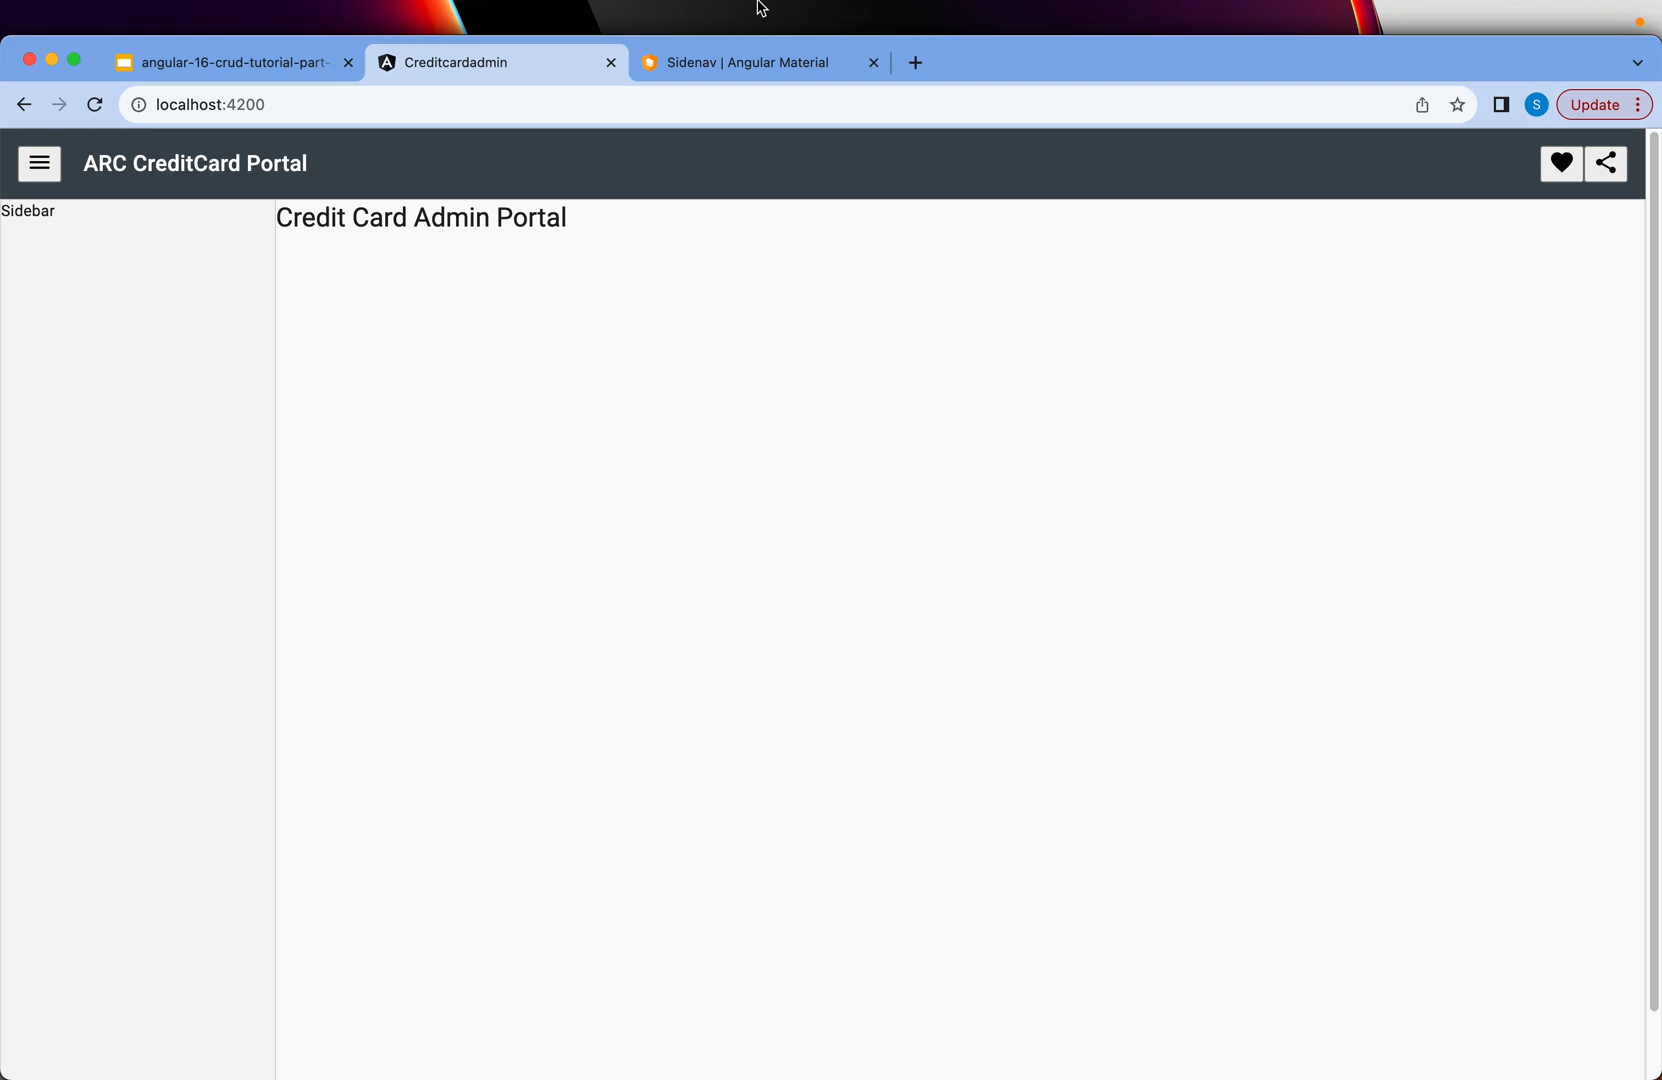 angular-16-crud-tutorial-part-
Creditcardadmin
Sidenav | Angular Material
localhost:4200
S
Update
ARC CreditCard Portal
Sidebar
Credit Card Admin Portal